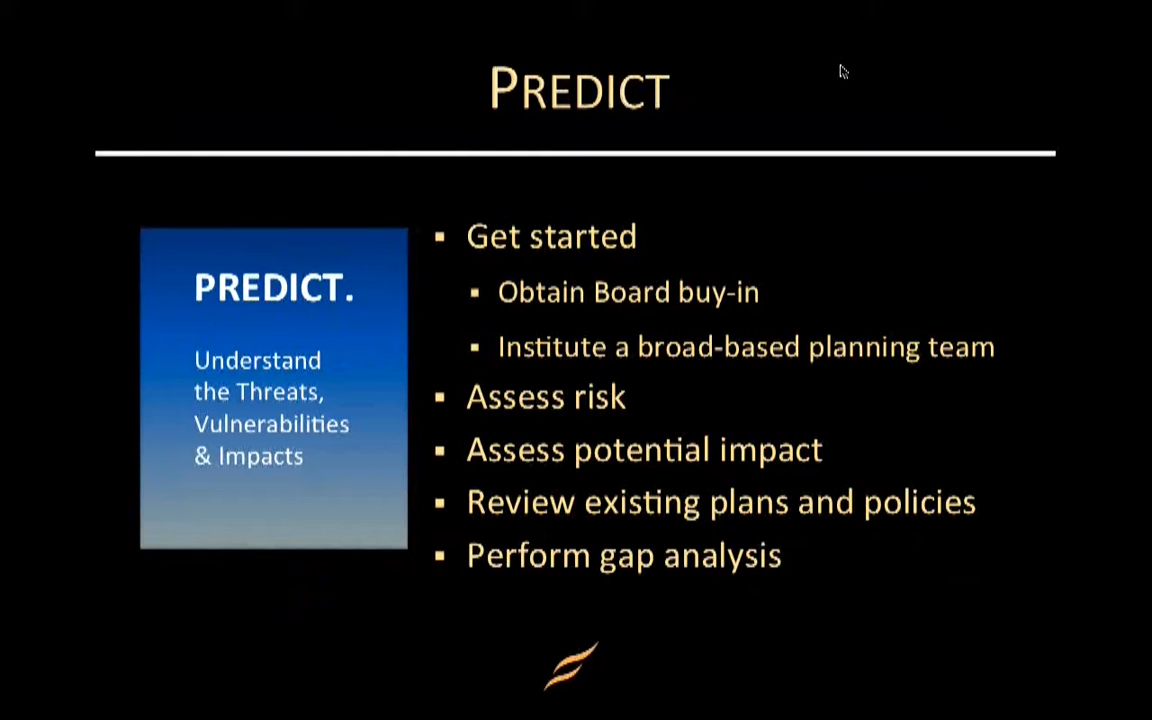 PREDICT
PREDICT.
Understand
the Threats,
Vulnerabilities
& Impacts
▪ Get started
▪ Obtain Board buy-in
▪ Institute a broad-based planning team
▪ Assess risk
▪ Assess potential impact
▪ Review existing plans and policies
▪ Perform gap analysis